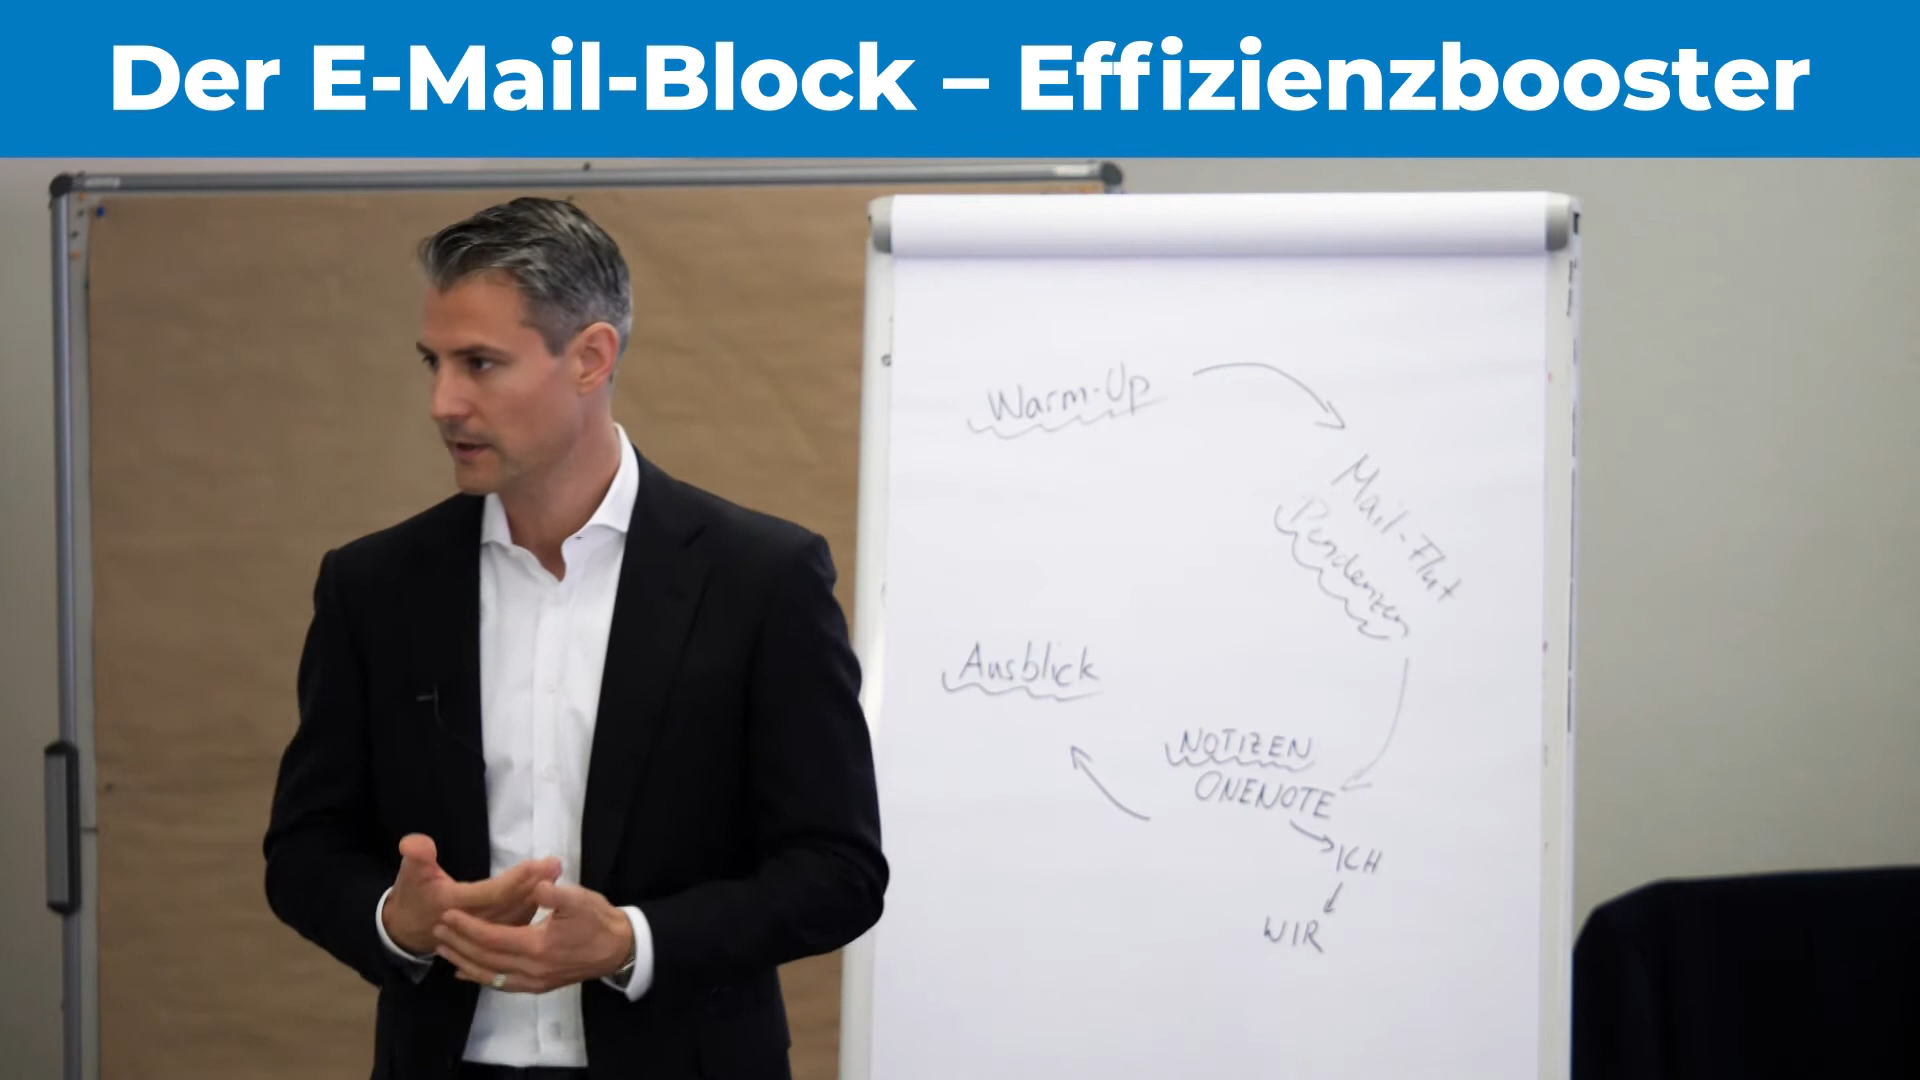 Der E-Mail-Block – Effizienzbooster
Warm-Up
Mail-Flut
Pendenzen
Ausblick
NOTIZEN
ONENOTE
ICH
WIR